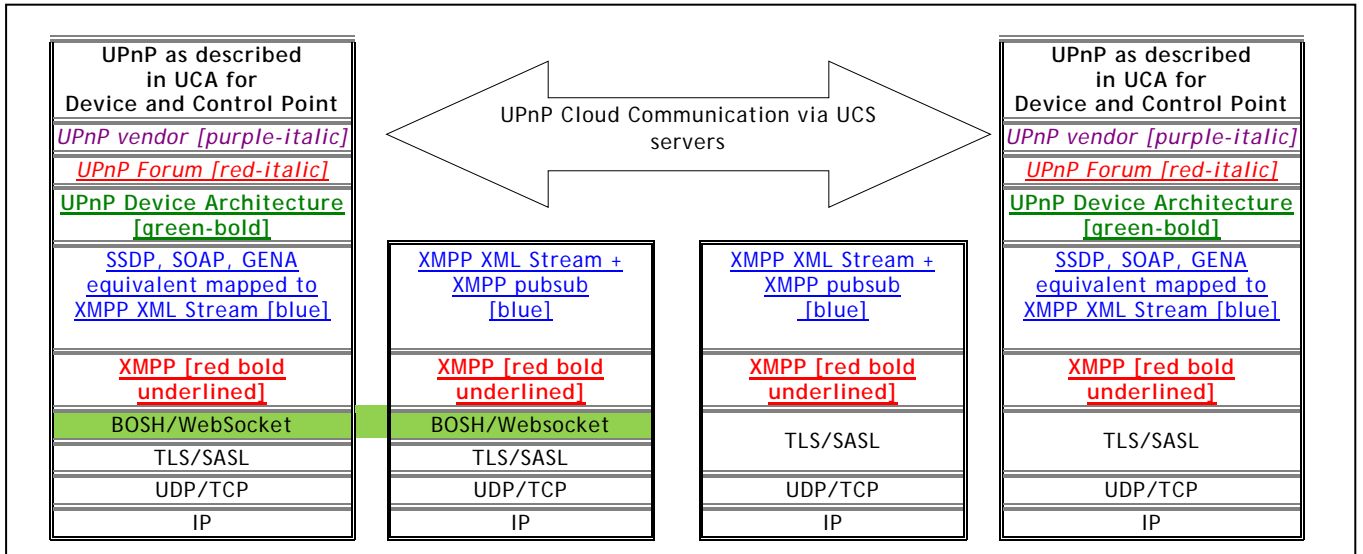 UPnP as described
in UCA for
Device and Control Point
UPnP vendor [purple-italic]
UPnP Forum [red-italic]
UPnP Device Architecture
[green-bold]
SSDP, SOAP, GENA
equivalent mapped to
XMPP XML Stream [blue]
XMPP [red bold
underlined]
BOSH/WebSocket
TLS/SASL
UDP/TCP
IP
UPnP Cloud Communication via UCS
servers
XMPP XML Stream +
XMPP pubsub
[blue]
XMPP [red bold
underlined]
BOSH/Websocket
TLS/SASL
UDP/TCP
IP
XMPP XML Stream +
XMPP pubsub
[blue]
XMPP [red bold
underlined]
TLS/SASL
UDP/TCP
IP
UPnP as described
in UCA for
Device and Control Point
UPnP vendor [purple-italic]
UPnP Forum [red-italic]
UPnP Device Architecture
[green-bold]
SSDP, SOAP, GENA
equivalent mapped to
XMPP XML Stream [blue]
XMPP [red bold
underlined]
TLS/SASL
UDP/TCP
IP